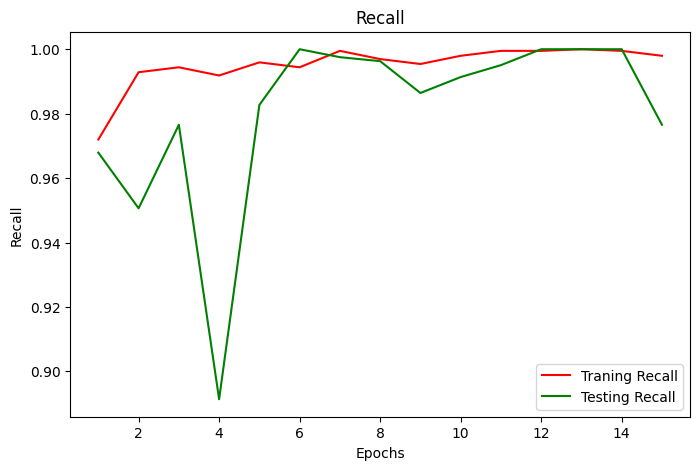 Recall
1.00
0.98
0.96
0.94
0.92
0.90
Recall
2
4
6
8
10
12
14
Epochs
Traning Recall
Testing Recall